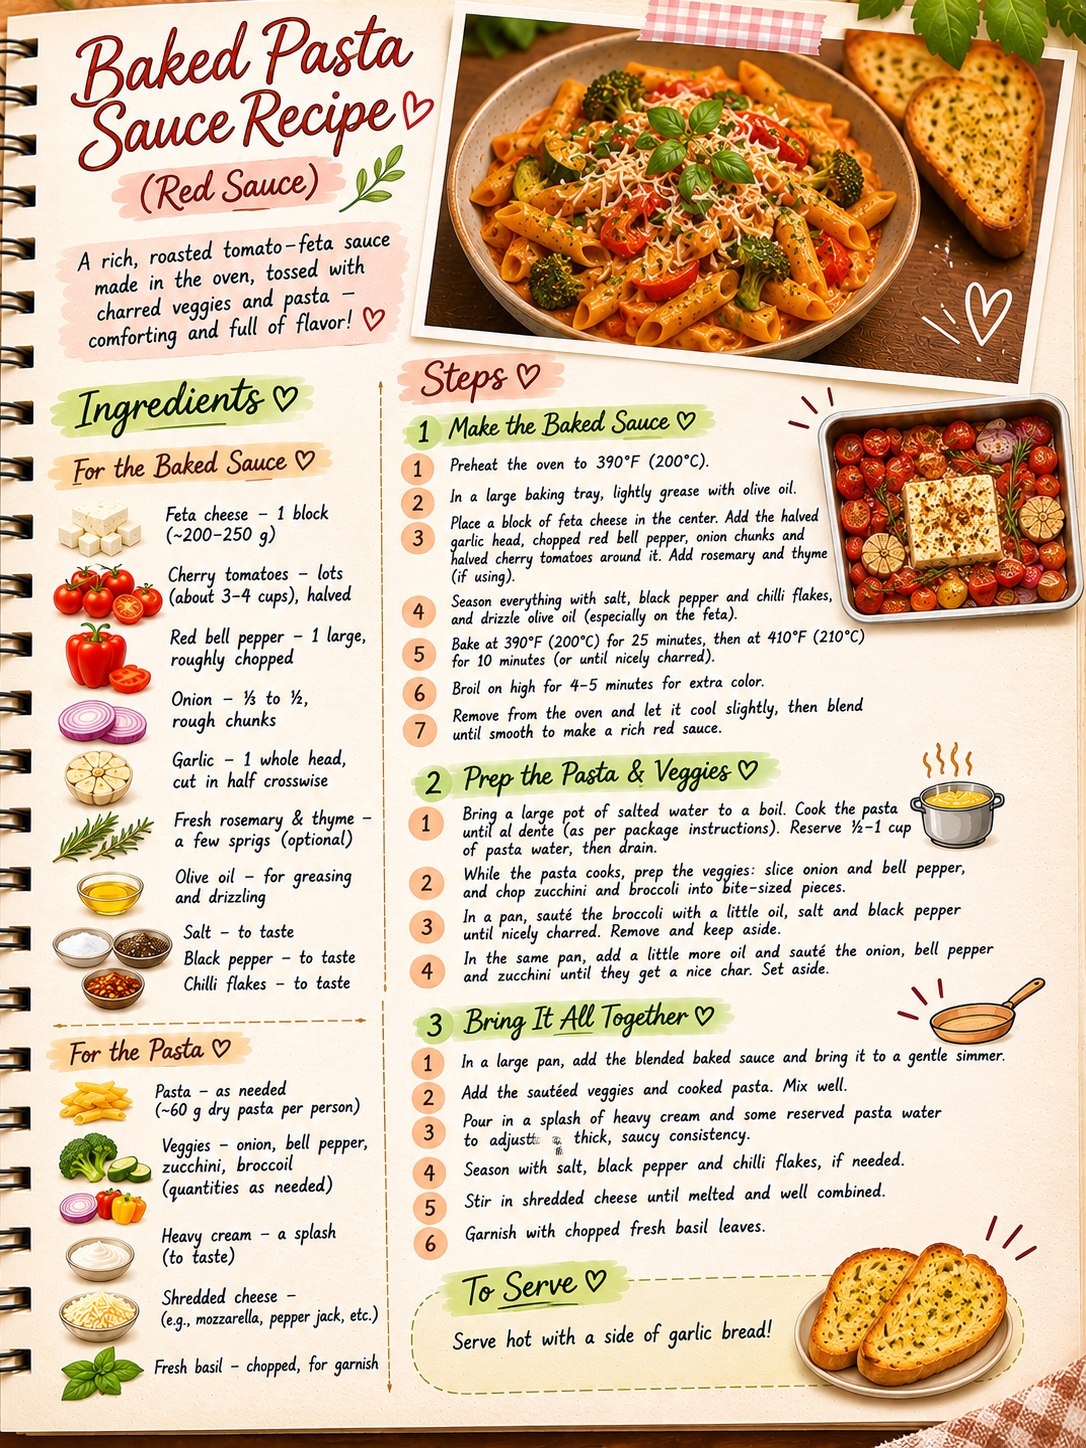 Baked Pasta
Sauce Recipe
(Red Sauce)
A rich, roasted tomato-feta sauce
made in the oven, tossed with
charred veggies and pasta –
comforting and full of flavor!
Ingredients
For the Baked Sauce
Feta cheese – 1 block
(~200–250 g)
Cherry tomatoes – lots
(about 3–4 cups), halved
Red bell pepper – 1 large,
roughly chopped
Onion – ⅓ to ½,
rough chunks
Garlic – 1 whole head,
cut in half crosswise
Fresh rosemary & thyme –
a few sprigs (optional)
Olive oil – for greasing
and drizzling
Salt – to taste
Black pepper – to taste
Chilli flakes – to taste
For the Pasta
Pasta – as needed
(~60 g dry pasta per person)
Veggies – onion, bell pepper,
zucchini, broccoli
(quantities as needed)
Heavy cream – a splash
(to taste)
Shredded cheese –
(e.g., mozzarella, pepper jack, etc.)
Fresh basil – chopped, for garnish
Steps
1 Make the Baked Sauce
1 Preheat the oven to 390°F (200°C).
2 In a large baking tray, lightly grease with olive oil.
3 Place a block of feta cheese in the center. Add the halved
garlic head, chopped red bell pepper, onion chunks and
halved cherry tomatoes around it. Add rosemary and thyme
(if using).
4 Season everything with salt, black pepper and chilli flakes,
and drizzle olive oil (especially on the feta).
5 Bake at 390°F (200°C) for 25 minutes, then at 410°F (210°C)
for 10 minutes (or until nicely charred).
6 Broil on high for 4–5 minutes for extra color.
7 Remove from the oven and let it cool slightly, then blend
until smooth to make a rich red sauce.
2 Prep the Pasta & Veggies
1 Bring a large pot of salted water to a boil. Cook the pasta
until al dente (as per package instructions). Reserve ½–1 cup
of pasta water, then drain.
2 While the pasta cooks, prep the veggies: slice onion and bell pepper,
and chop zucchini and broccoli into bite-sized pieces.
3 In a pan, sauté the broccoli with a little oil, salt and black pepper
until nicely charred. Remove and keep aside.
4 In the same pan, add a little more oil and sauté the onion, bell pepper
and zucchini until they get a nice char. Set aside.
3 Bring It All Together
1 In a large pan, add the blended baked sauce and bring it to a gentle simmer.
2 Add the sautéed veggies and cooked pasta. Mix well.
3 Pour in a splash of heavy cream and some reserved pasta water
to adjust thick, saucy consistency.
4 Season with salt, black pepper and chilli flakes, if needed.
5 Stir in shredded cheese until melted and well combined.
6 Garnish with chopped fresh basil leaves.
To Serve
Serve hot with a side of garlic bread!